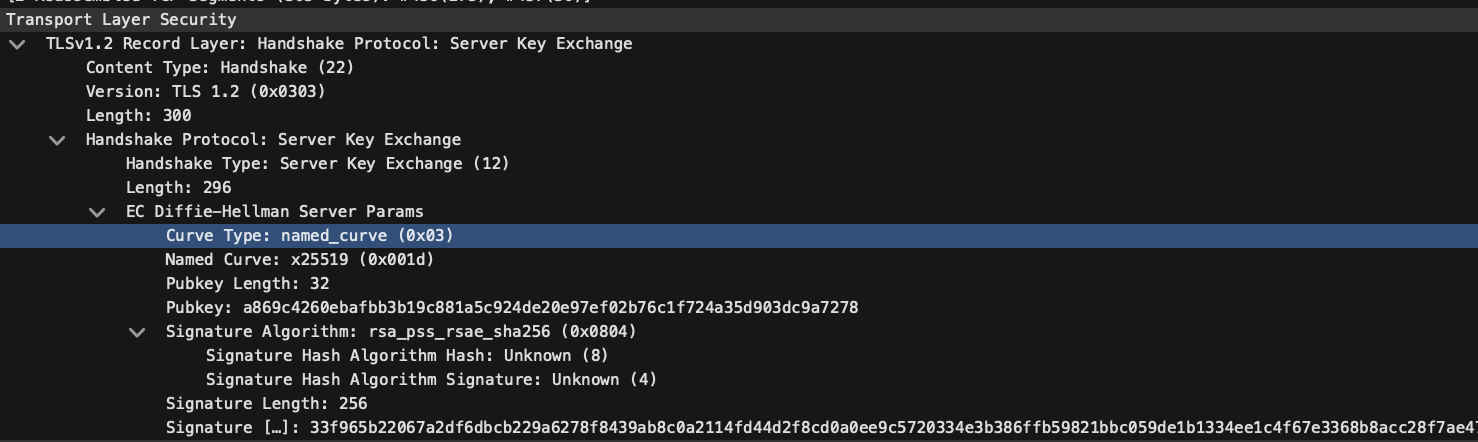 Transport Layer Security
TLSv1.2 Record Layer: Handshake Protocol: Server Key Exchange
Content Type: Handshake (22)
Version: TLS 1.2 (0x0303)
Length: 300
Handshake Protocol: Server Key Exchange
Handshake Type: Server Key Exchange (12)
Length: 296
EC Diffie-Hellman Server Params
Curve Type: named_curve (0x03)
Named Curve: x25519 (0x001d)
Pubkey Length: 32
Pubkey: a869c4260ebafbb3b19c881a5c924de20e97ef02b76c1f724a35d903dc9a7278
Signature Algorithm: rsa_pss_rsae_sha256 (0x0804)
Signature Hash Algorithm Hash: Unknown (8)
Signature Hash Algorithm Signature: Unknown (4)
Signature Length: 256
Signature […]: 33f965b22067a2df6dbcb229a6278f8439ab8c0a2114fd44d2f8cd0a0ee9c5720334e3b386ffb59821bbc059de1b1334ee1c4f67e3368b8acc28f7ae4